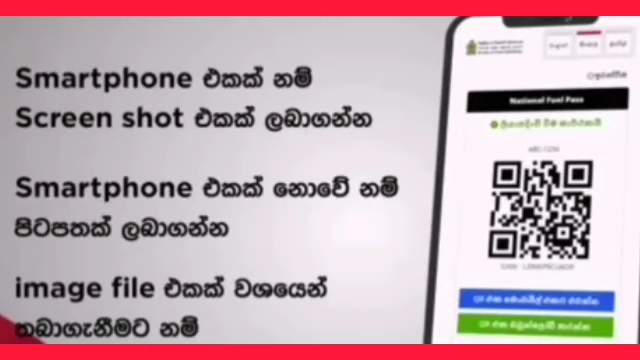 Smartphone එකක් නම්
Screen shot එකක් ලබාගන්න
Smartphone එකක් නොවේ නම්
පිටපතක් ලබාගන්න
image file එකක් වශයෙන්
තබාගැනීමට නම්
National Fuel Pass